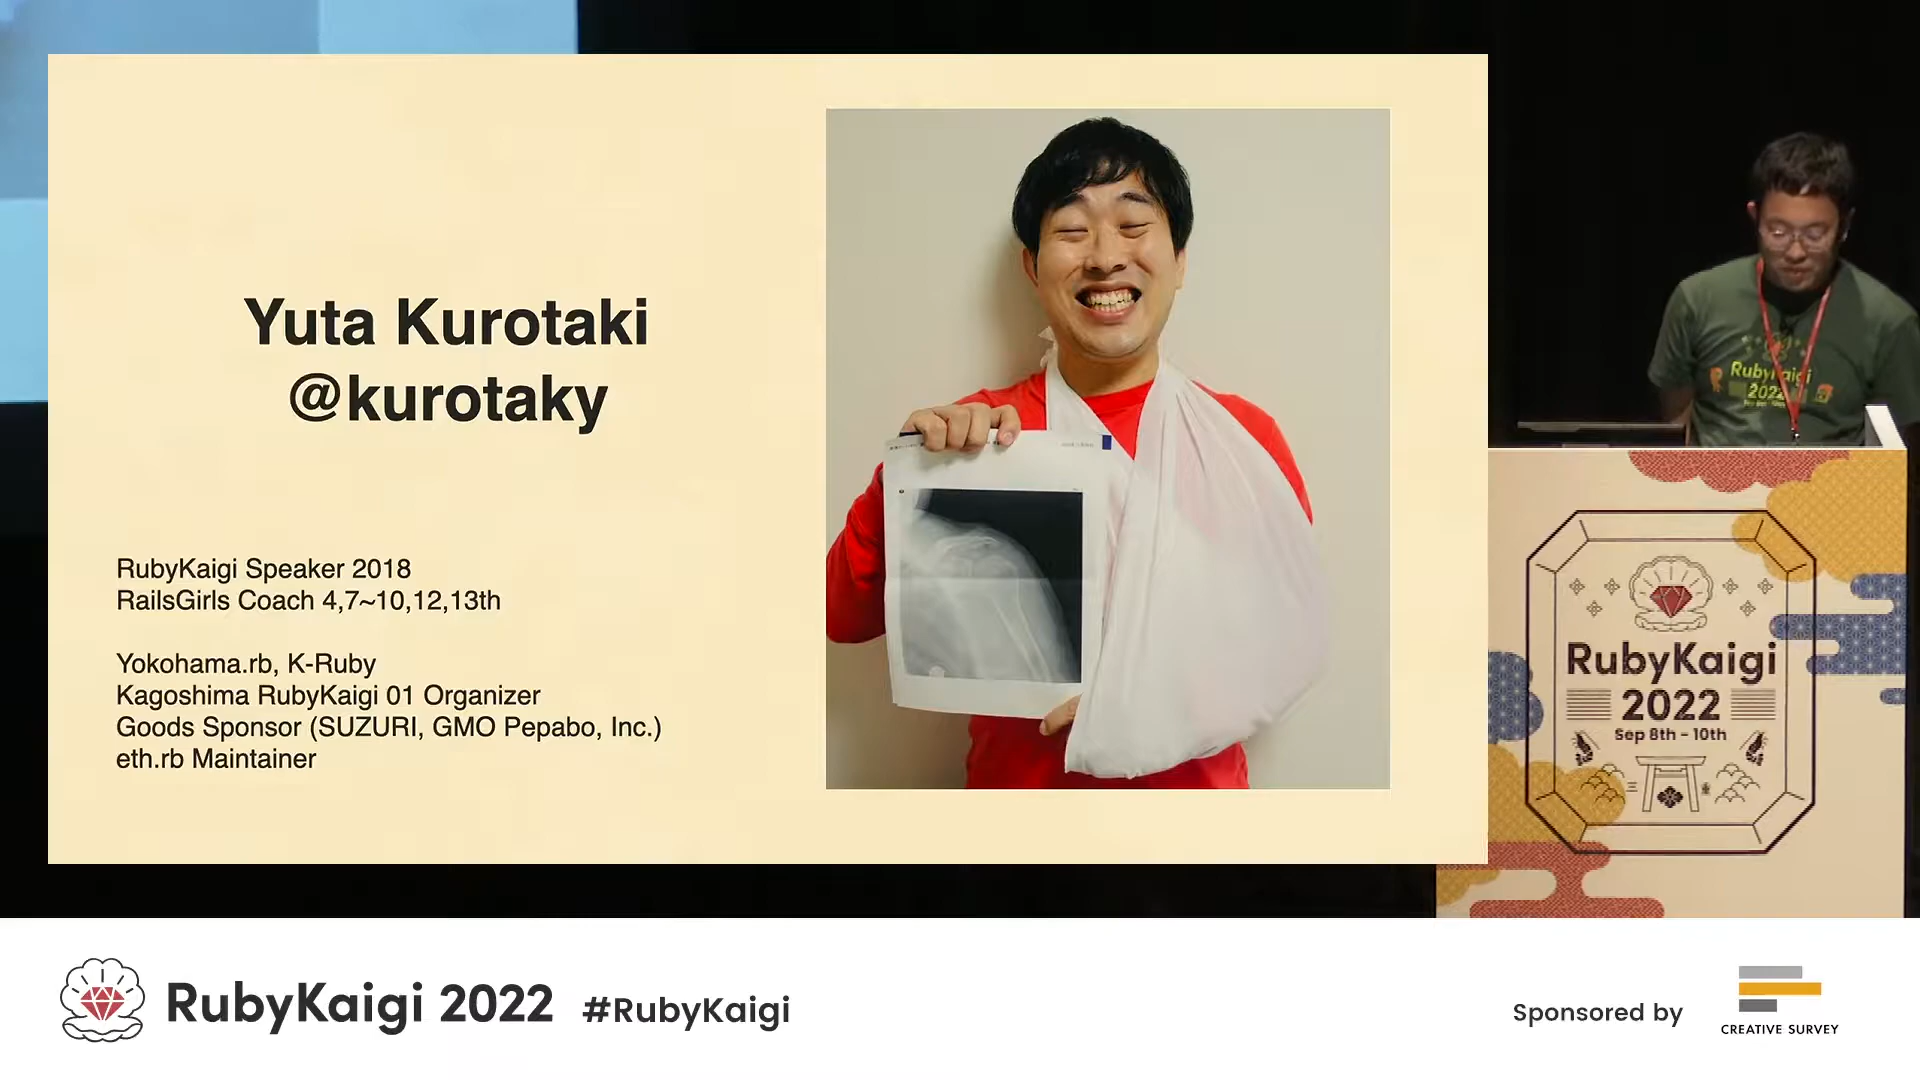 Yuta Kurotaki
@kurotaky
RubyKaigi Speaker 2018
RailsGirls Coach 4,7~10,12,13th
Yokohama.rb, K-Ruby
Kagoshima RubyKaigi 01 Organizer
Goods Sponsor (SUZURI, GMO Pepabo, Inc.)
eth.rb Maintainer
RubyKaigi
2022
RubyKaigi
2022
Sep 8th - 10th
RubyKaigi 2022 #RubyKaigi
Sponsored by
CREATIVE SURVEY